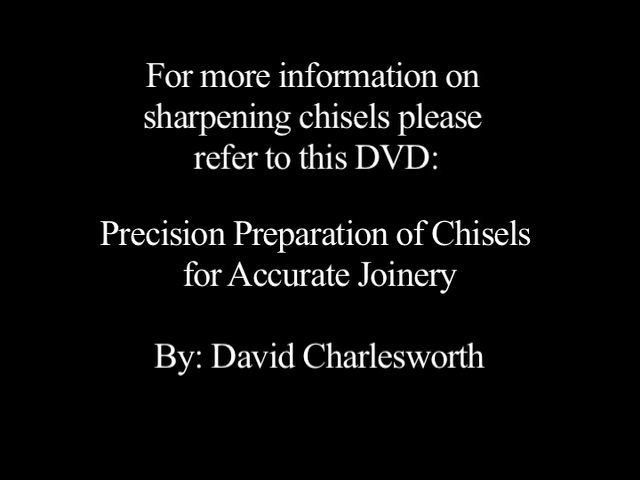 For more information on
sharpening chisels please
refer to this DVD:
Precision Preparation of Chisels
for Accurate Joinery
By: David Charlesworth